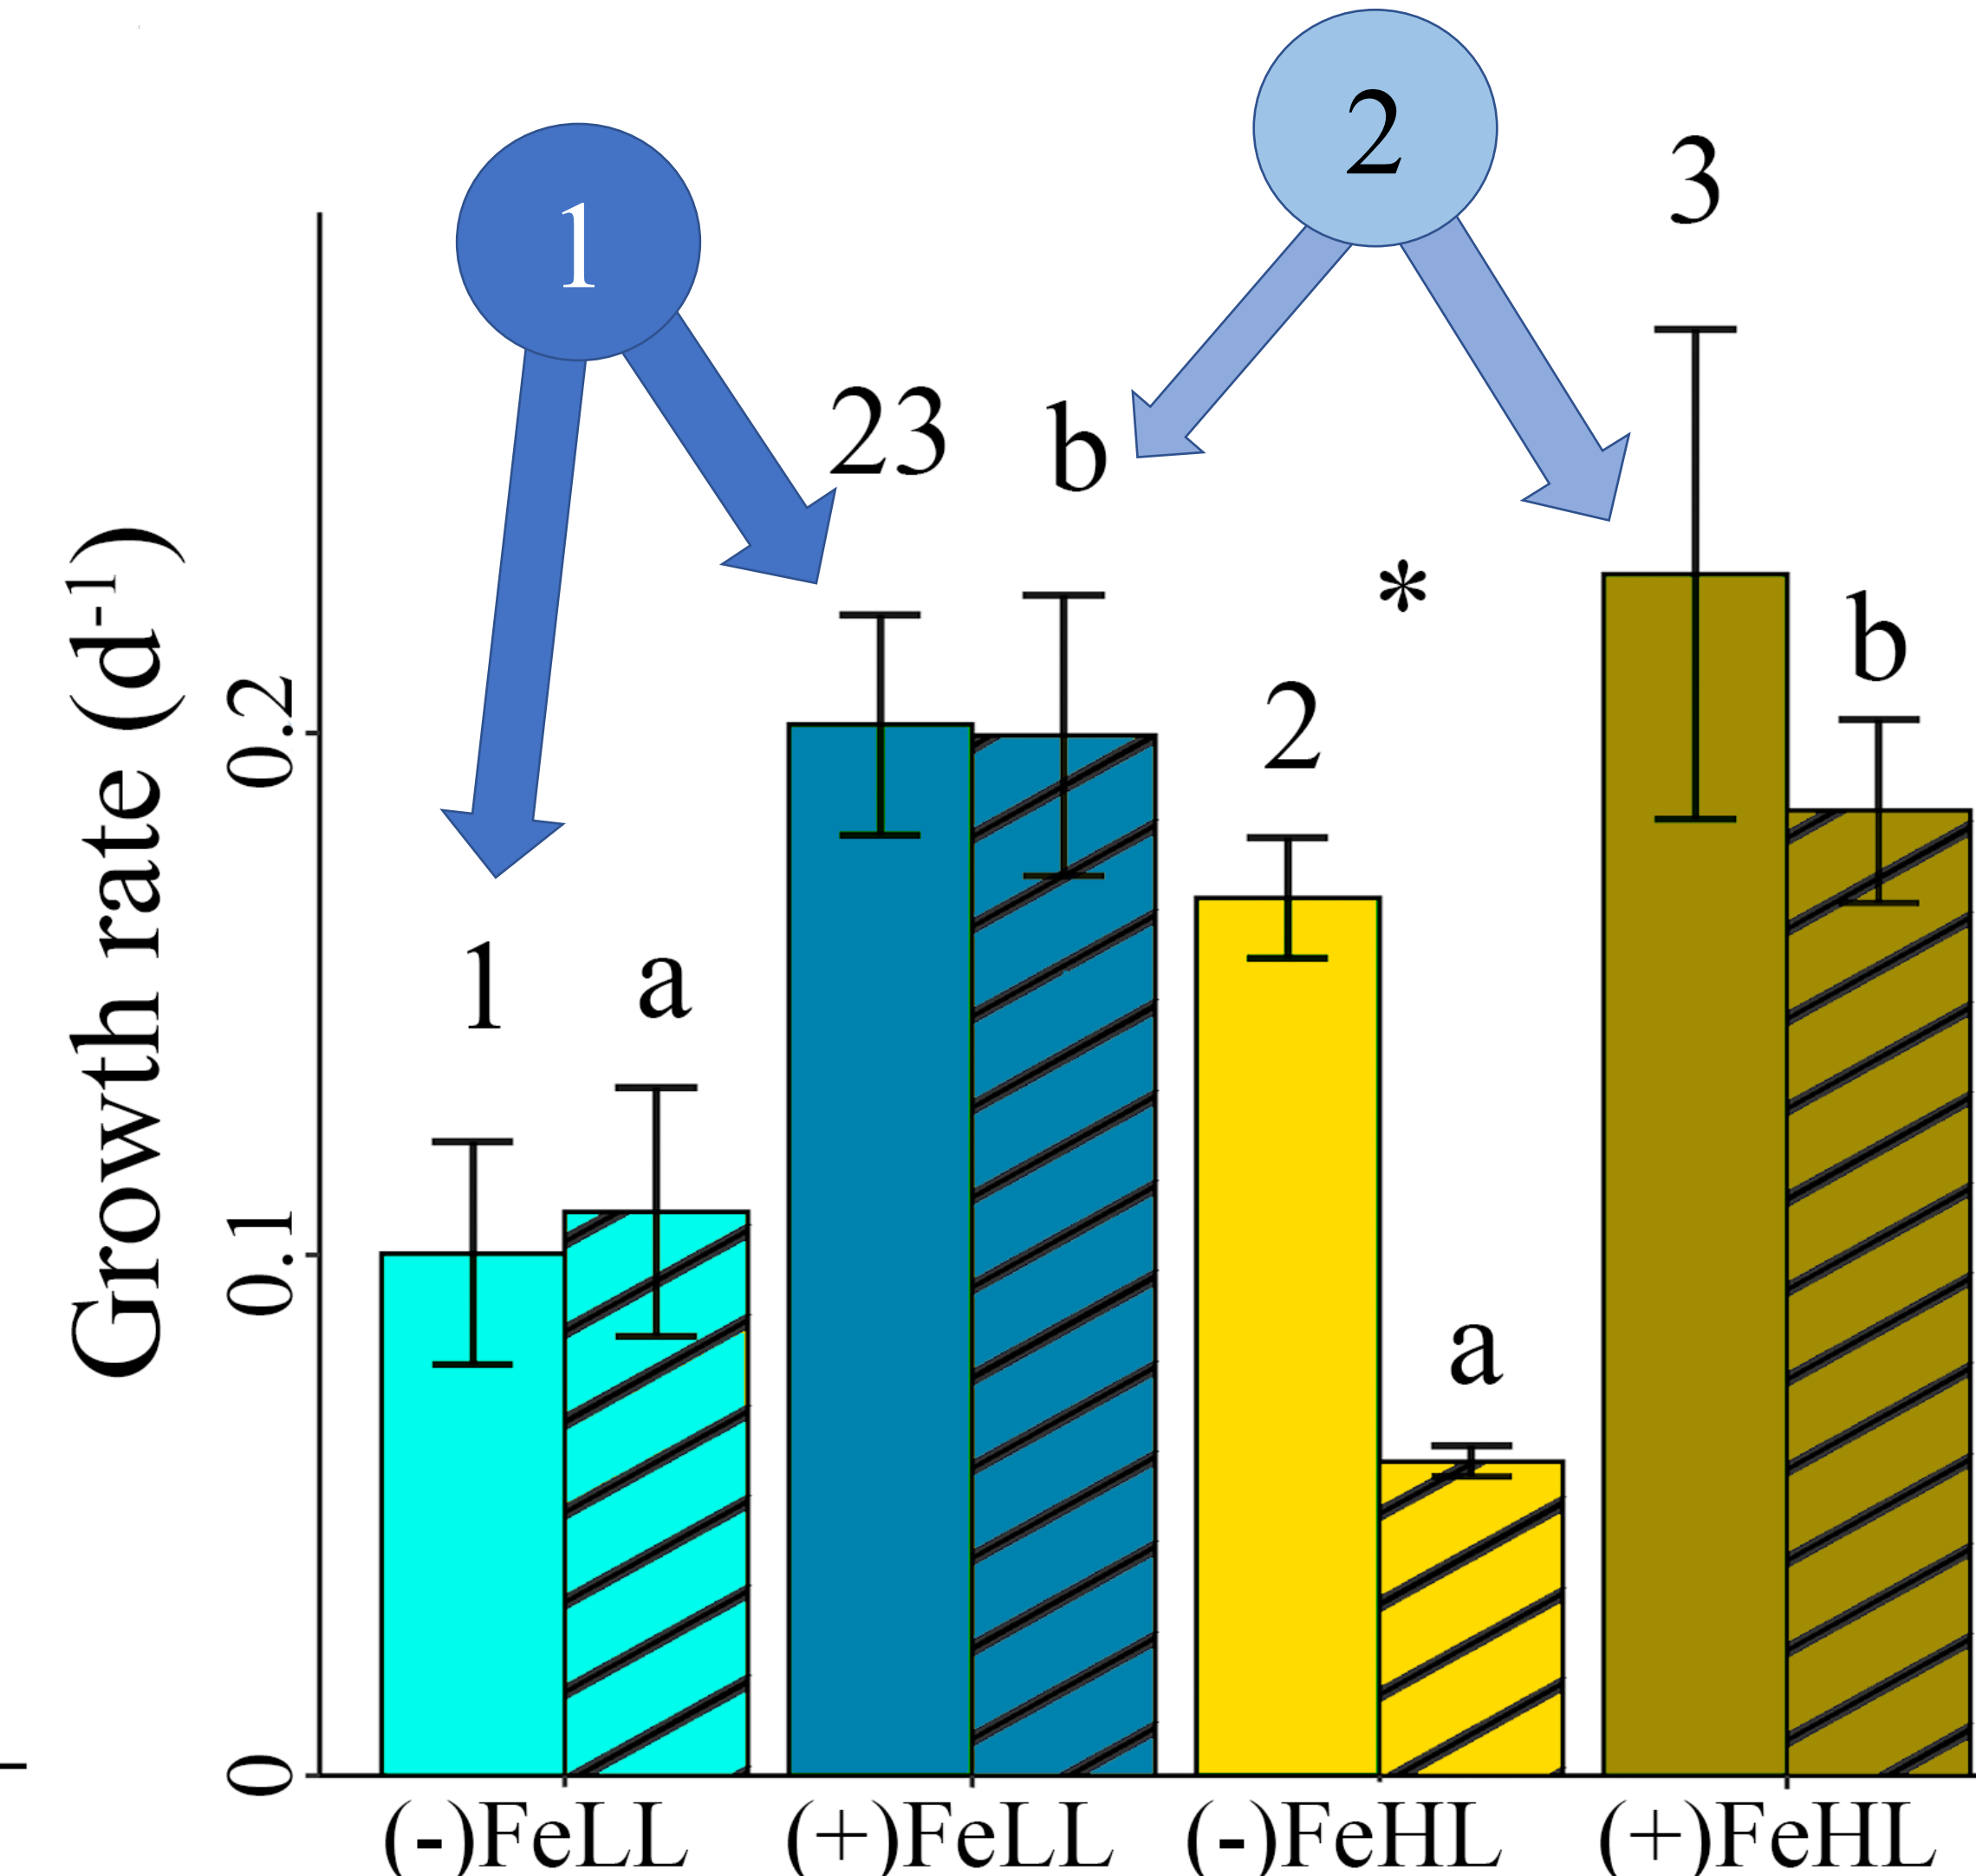 2
1
3
23
b
*
b
2
1
a
a
Growth rate (d-1)
0.2
0.1
0
(-)FeLL
(+)FeLL
(-)FeHL
(+)FeHL